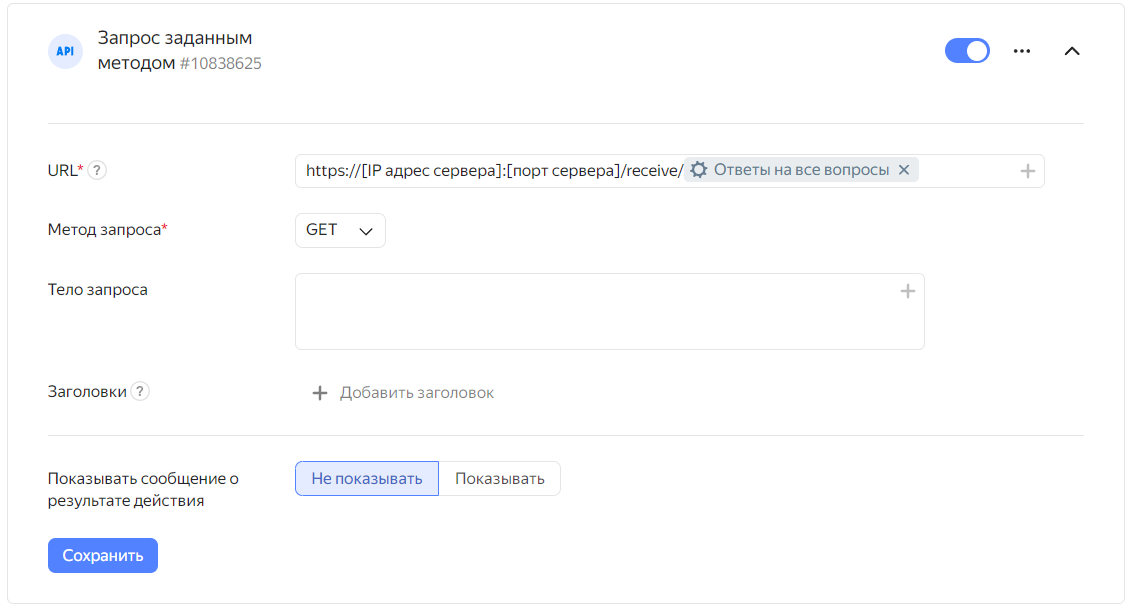 API
Запрос заданным
методом #10838625
URL* ?
https://[IP адрес сервера]:[порт сервера]/receive/ Ответы на все вопросы
Метод запроса*
GET
Тело запроса
Заголовки ?
Добавить заголовок
Показывать сообщение о
результате действия
Не показывать
Показывать
Сохранить